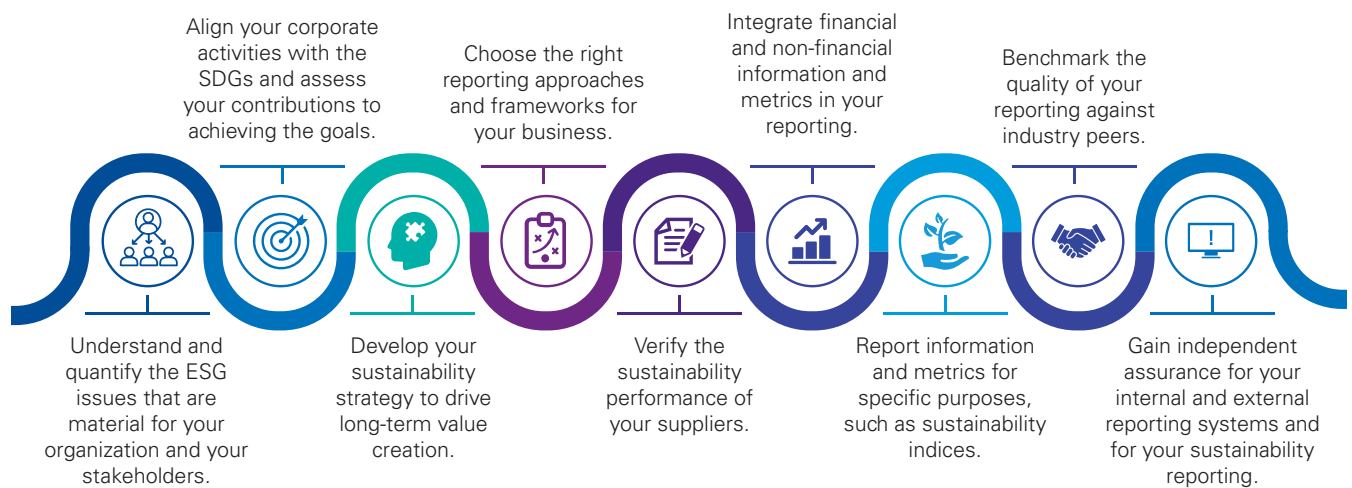 Understand and
quantify the ESG
issues that are
material for your
organization and your
stakeholders.
Align your corporate
activities with the
SDGs and assess
your contributions to
achieving the goals.
Develop your
sustainability
strategy to drive
long-term value
creation.
Choose the right
reporting approaches
and frameworks for
your business.
Verify the
sustainability
performance of
your suppliers.
Integrate financial
and non-financial
information and
metrics in your
reporting.
Report information
and metrics for
specific purposes,
such as sustainability
indices.
Benchmark the
quality of your
reporting against
industry peers.
Gain independent
assurance for your
internal and external
reporting systems and
for your sustainability
reporting.